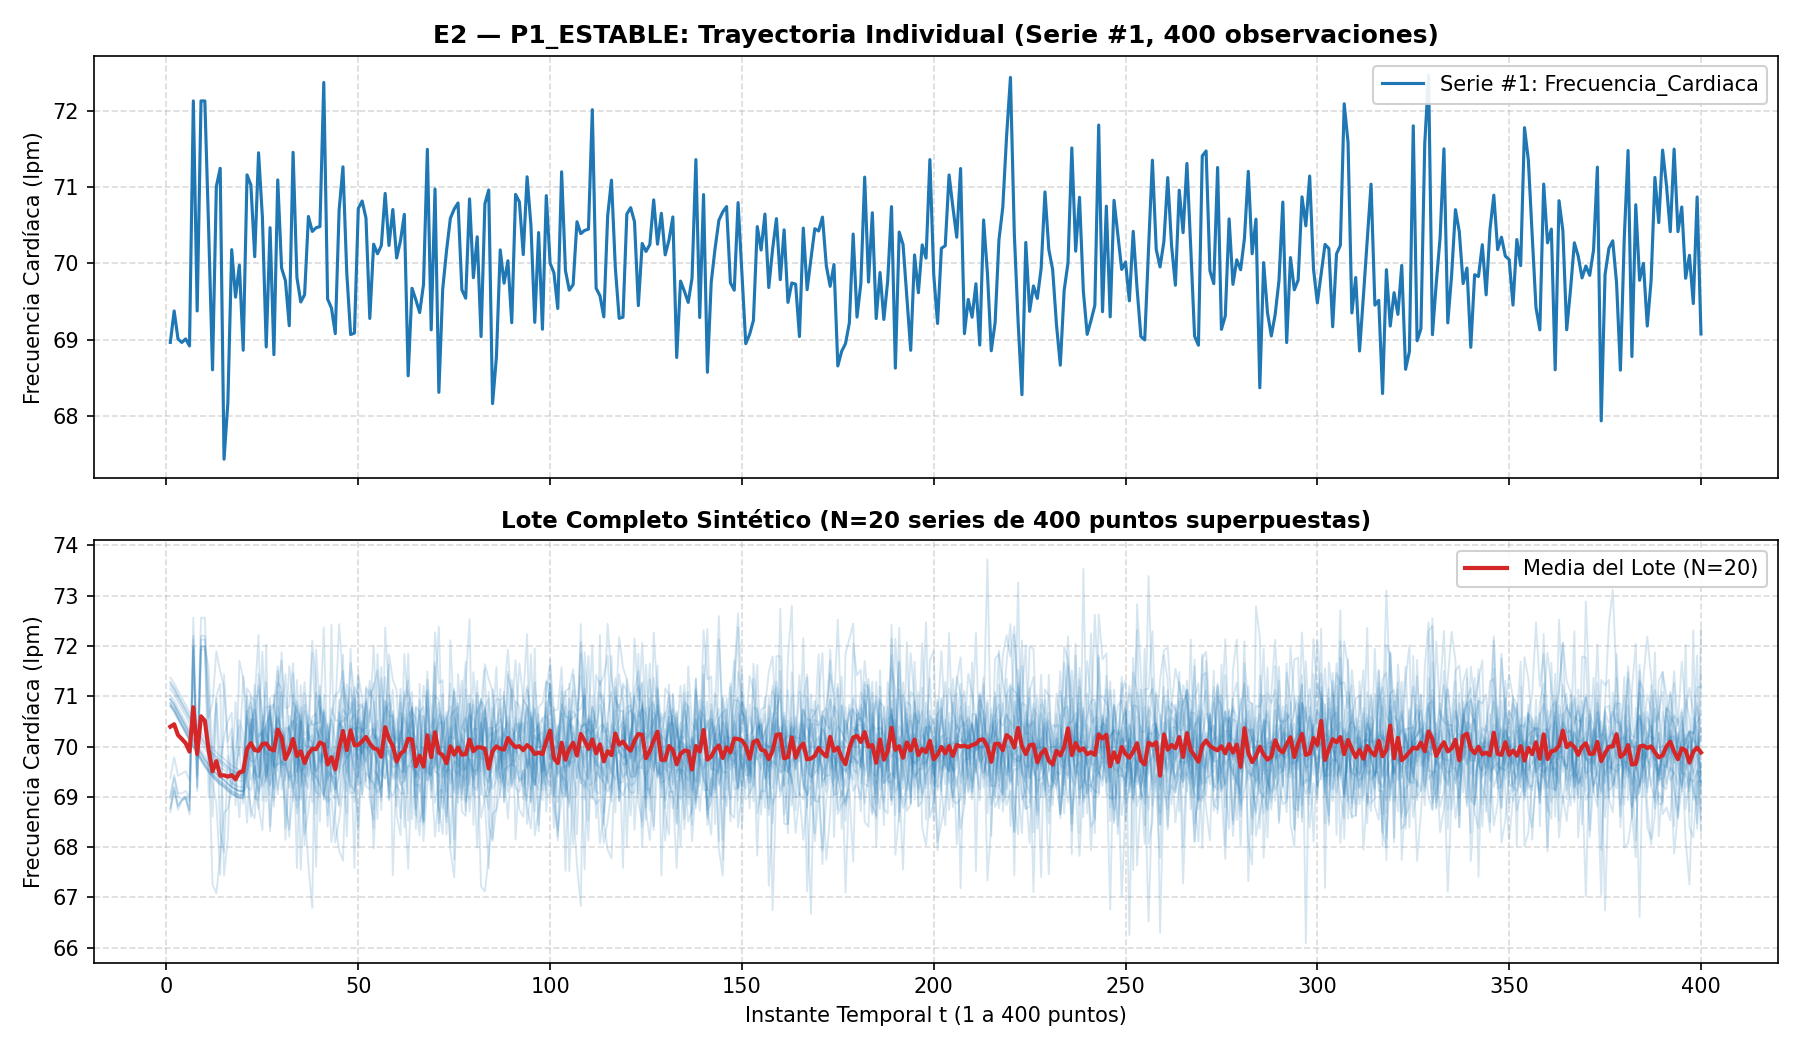 E2 — P1_ESTABLE: Trayectoria Individual (Serie #1, 400 observaciones)
Frecuencia Cardíaca (lpm)
72
71
70
69
68
Serie #1: Frecuencia_Cardiaca
Lote Completo Sintético (N=20 series de 400 puntos superpuestas)
Frecuencia Cardíaca (lpm)
74
73
72
71
70
69
68
67
66
Media del Lote (N=20)
0 50 100 150 200 250 300 350 400
Instante Temporal t (1 a 400 puntos)